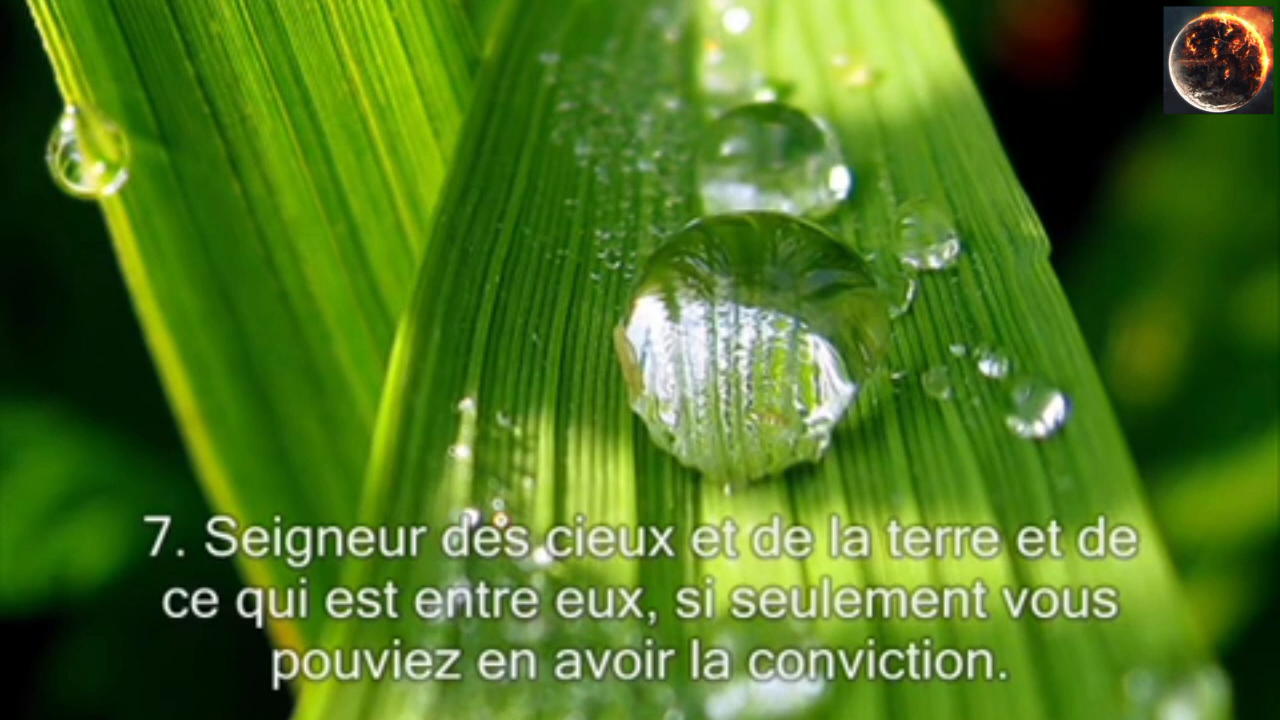 7. Seigneur des cieux et de la terre et de
ce qui est entre eux, si seulement vous
pouviez en avoir la conviction.